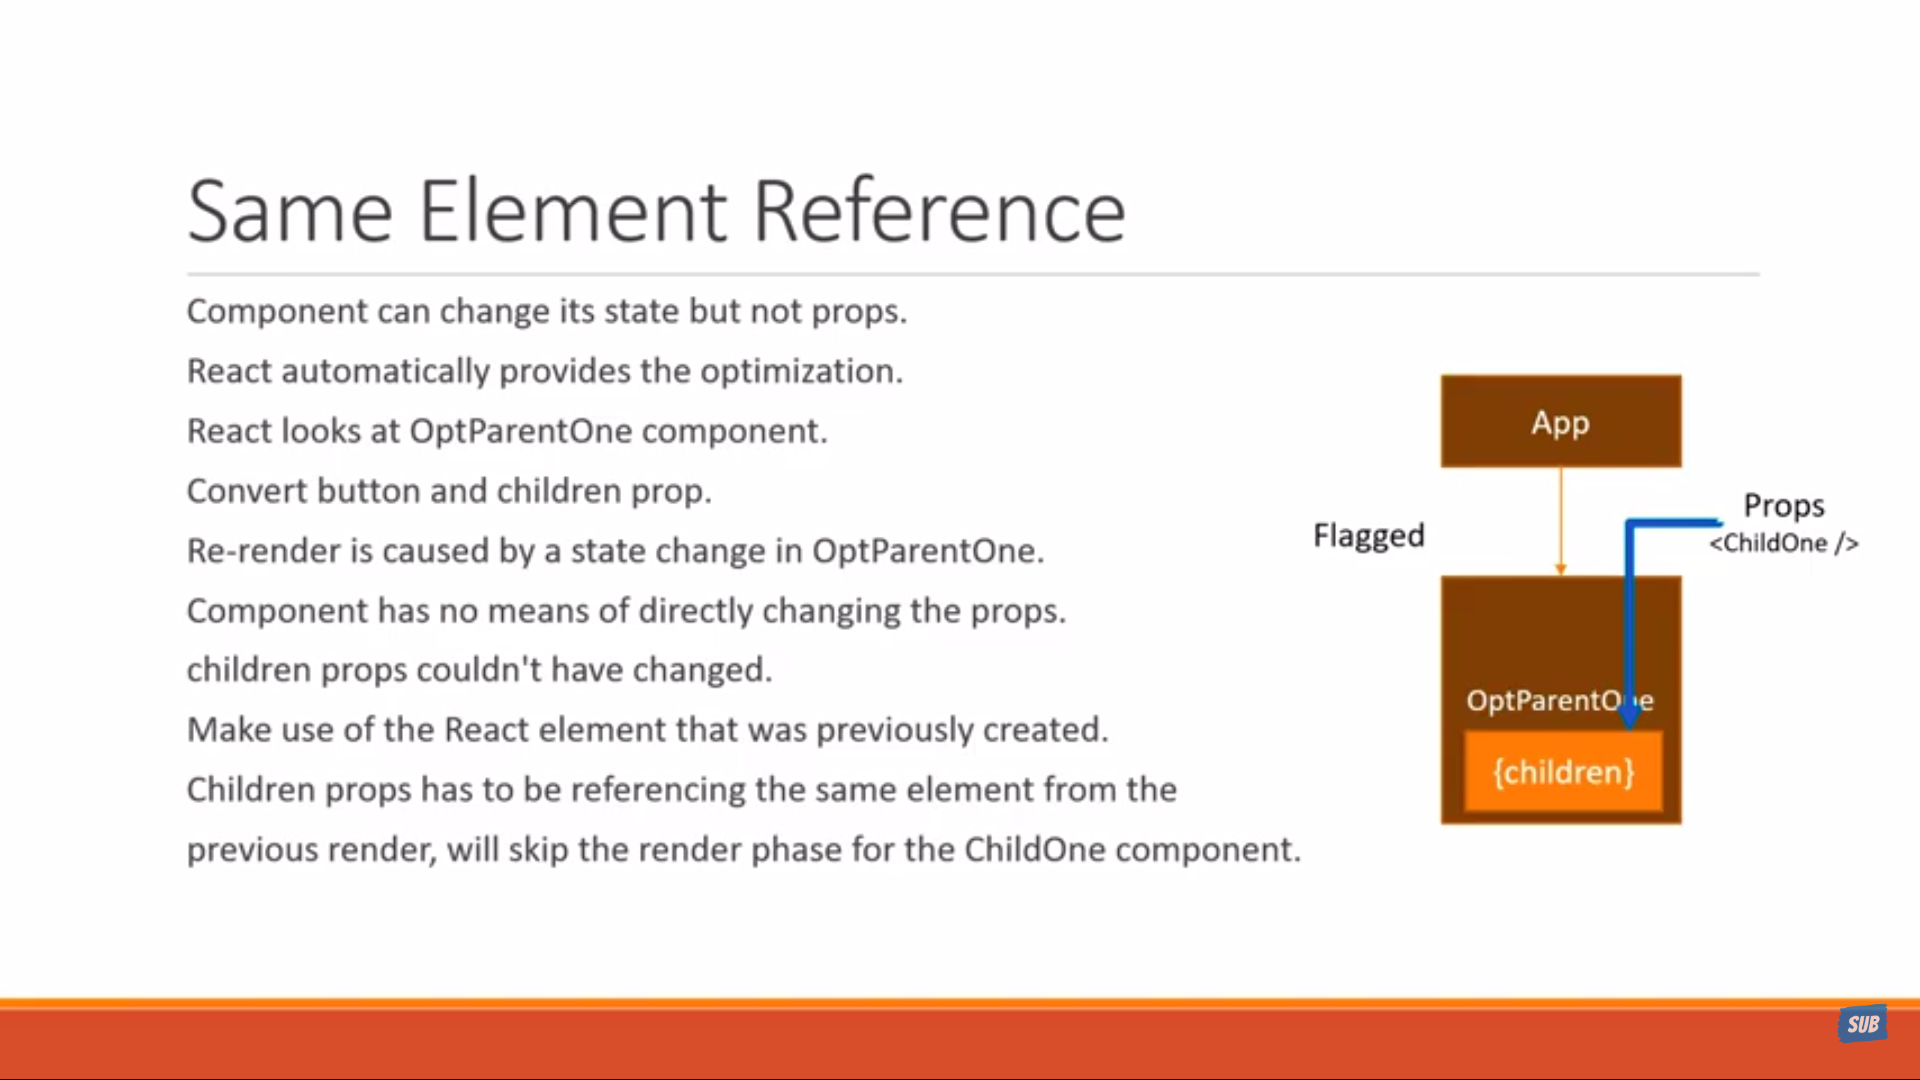 Same Element Reference
Component can change its state but not props.
React automatically provides the optimization.
React looks at OptParentOne component.
Convert button and children prop.
Re-render is caused by a state change in OptParentOne.
Component has no means of directly changing the props.
children props couldn't have changed.
Make use of the React element that was previously created.
Children props has to be referencing the same element from the
previous render, will skip the render phase for the ChildOne component.
App
Props
<ChildOne />
Flagged
OptParentOne
{children}
SUB